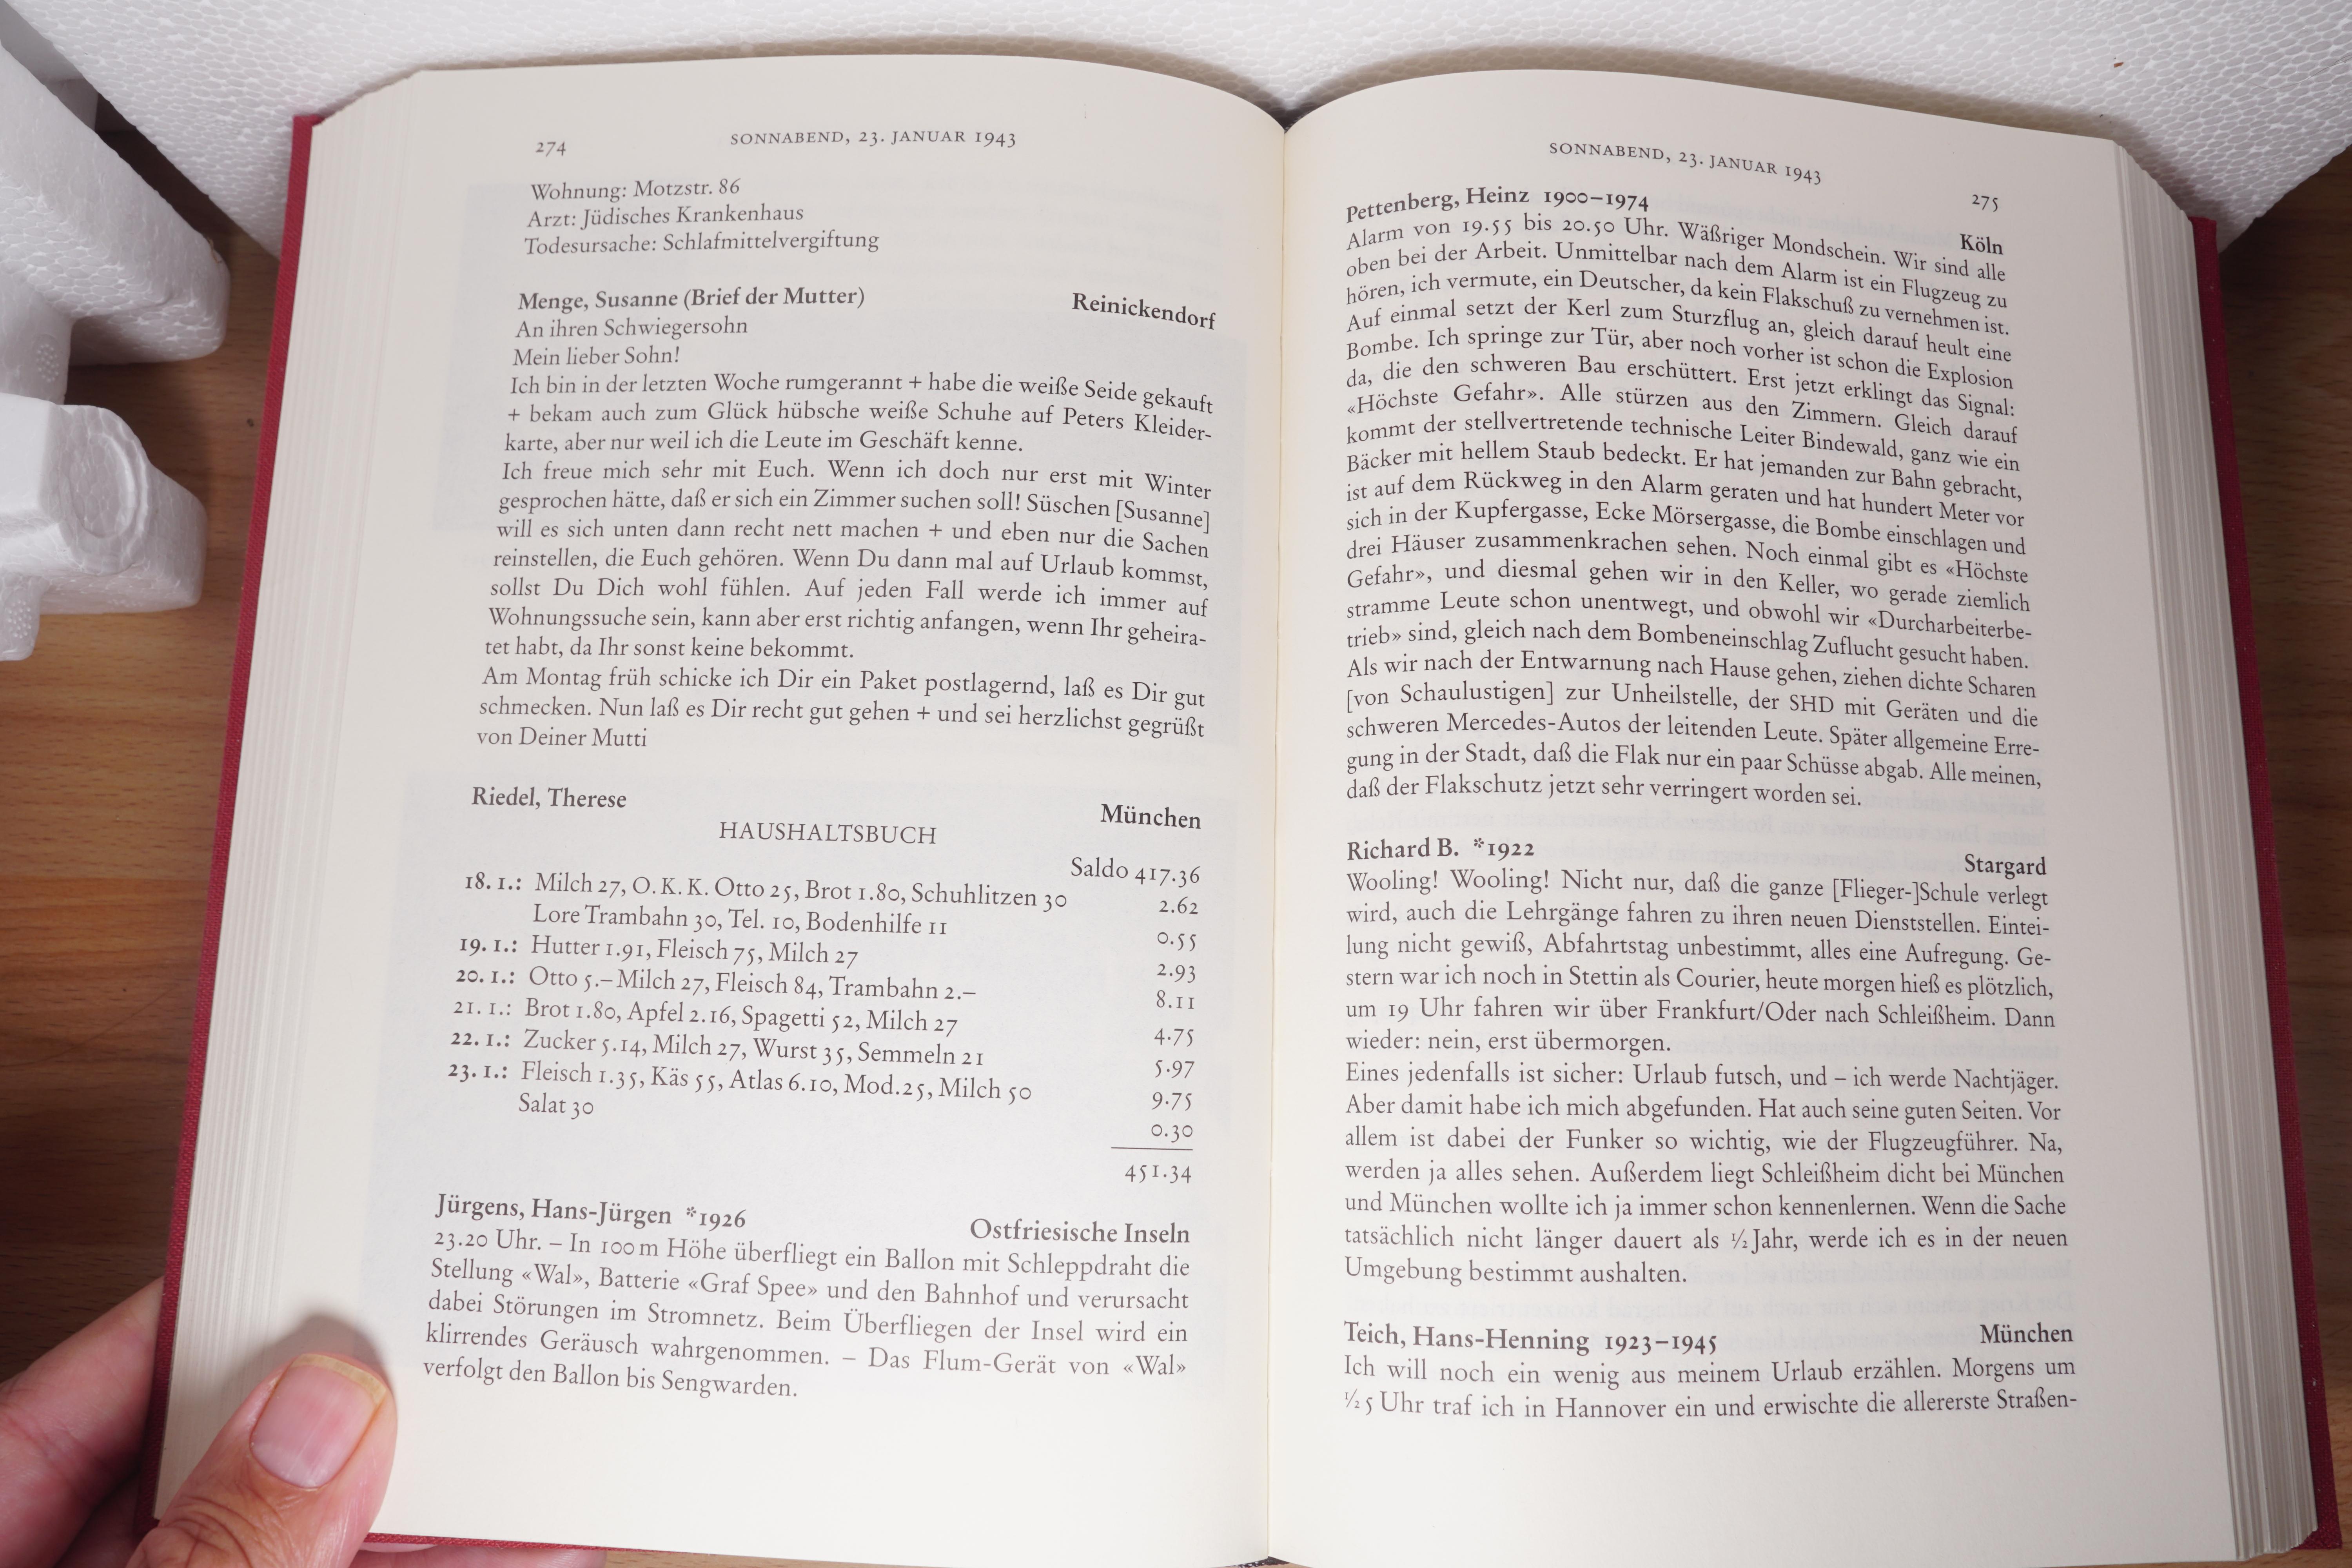 274
SONNABEND, 23. JANUAR 1943
Wohnung: Motzstr. 86
Arzt: Jüdisches Krankenhaus
Todesursache: Schlafmittelvergiftung
Menge, Susanne (Brief der Mutter) Reinickendorf
An ihren Schwiegersohn
Mein lieber Sohn!
Ich bin in der letzten Woche rumgerannt + habe die weiße Seide gekauft
+ bekam auch zum Glück hübsche weiße Schuhe auf Peters Kleider-
karte, aber nur weil ich die Leute im Geschäft kenne.
Ich freue mich sehr mit Euch. Wenn ich doch nur erst mit Winter
gesprochen hätte, daß er sich ein Zimmer suchen soll! Süschen [Susanne]
will es sich unten dann recht nett machen + und eben nur die Sachen
reinstellen, die Euch gehören. Wenn Du dann mal auf Urlaub kommst,
sollst Du Dich wohl fühlen. Auf jeden Fall werde ich immer auf
Wohnungssuche sein, kann aber erst richtig anfangen, wenn Ihr geheira-
tet habt, da Ihr sonst keine bekommt.
Am Montag früh schicke ich Dir ein Paket postlagernd, laß es Dir gut
schmecken. Nun laß es Dir recht gut gehen + und sei herzlichst gegrüßt
von Deiner Mutti
Riedel, Therese München
HAUSHALTSBUCH
Saldo 417.36
18. 1.: Milch 27, O. K. K. Otto 25, Brot 1.80, Schuhlitzen 30 2.62
Lore Trambahn 30, Tel. 10, Bodenhilfe 11 0.55
19. 1.: Hutter 1.91, Fleisch 75, Milch 27 2.93
20. 1.: Otto 5.– Milch 27, Fleisch 84, Trambahn 2.– 8.11
21. 1.: Brot 1.80, Apfel 2.16, Spagetti 52, Milch 27 4.75
22. 1.: Zucker 5.14, Milch 27, Wurst 35, Semmeln 21 5.97
23. 1.: Fleisch 1.35, Käs 55, Atlas 6.10, Mod.25, Milch 50 9.75
Salat 30 0.30
451.34
Jürgens, Hans-Jürgen *1926 Ostfriesische Inseln
23.20 Uhr. – In 100 m Höhe überfliegt ein Ballon mit Schleppdraht die
Stellung «Wal», Batterie «Graf Spee» und den Bahnhof und verursacht
dabei Störungen im Stromnetz. Beim Überfliegen der Insel wird ein
klirrendes Geräusch wahrgenommen. – Das Flum-Gerät von «Wal»
verfolgt den Ballon bis Sengwarden.
SONNABEND, 23. JANUAR 1943
275
Pettenberg, Heinz 1900–1974 Köln
Alarm von 19.55 bis 20.50 Uhr. Wäßriger Mondschein. Wir sind alle
oben bei der Arbeit. Unmittelbar nach dem Alarm ist ein Flugzeug zu
hören, ich vermute, ein Deutscher, da kein Flakschuß zu vernehmen ist.
Auf einmal setzt der Kerl zum Sturzflug an, gleich darauf heult eine
Bombe. Ich springe zur Tür, aber noch vorher ist schon die Explosion
da, die den schweren Bau erschüttert. Erst jetzt erklingt das Signal:
«Höchste Gefahr». Alle stürzen aus den Zimmern. Gleich darauf
kommt der stellvertretende technische Leiter Bindewald, ganz wie ein
Bäcker mit hellem Staub bedeckt. Er hat jemanden zur Bahn gebracht,
ist auf dem Rückweg in den Alarm geraten und hat hundert Meter vor
sich in der Kupfergasse, Ecke Mörsergasse, die Bombe einschlagen und
drei Häuser zusammenkrachen sehen. Noch einmal gibt es «Höchste
Gefahr», und diesmal gehen wir in den Keller, wo gerade ziemlich
stramme Leute schon unentwegt, und obwohl wir «Durcharbeiterbe-
trieb» sind, gleich nach dem Bombeneinschlag Zuflucht gesucht haben.
Als wir nach der Entwarnung nach Hause gehen, ziehen dichte Scharen
[von Schaulustigen] zur Unheilstelle, der SHD mit Geräten und die
schweren Mercedes-Autos der leitenden Leute. Später allgemeine Erre-
gung in der Stadt, daß die Flak nur ein paar Schüsse abgab. Alle meinen,
daß der Flakschutz jetzt sehr verringert worden sei.
Richard B. *1922 Stargard
Wooling! Wooling! Nicht nur, daß die ganze [Flieger-]Schule verlegt
wird, auch die Lehrgänge fahren zu ihren neuen Dienststellen. Eintei-
lung nicht gewiß, Abfahrtstag unbestimmt, alles eine Aufregung. Ge-
stern war ich noch in Stettin als Courier, heute morgen hieß es plötzlich,
um 19 Uhr fahren wir über Frankfurt/Oder nach Schleißheim. Dann
wieder: nein, erst übermorgen.
Eines jedenfalls ist sicher: Urlaub futsch, und – ich werde Nachtjäger.
Aber damit habe ich mich abgefunden. Hat auch seine guten Seiten. Vor
allem ist dabei der Funker so wichtig, wie der Flugzeugführer. Na,
werden ja alles sehen. Außerdem liegt Schleißheim dicht bei München
und München wollte ich ja immer schon kennenlernen. Wenn die Sache
tatsächlich nicht länger dauert als ½ Jahr, werde ich es in der neuen
Umgebung bestimmt aushalten.
Teich, Hans-Henning 1923–1945 München
Ich will noch ein wenig aus meinem Urlaub erzählen. Morgens um
½ 5 Uhr traf ich in Hannover ein und erwischte die allererste Straßen-